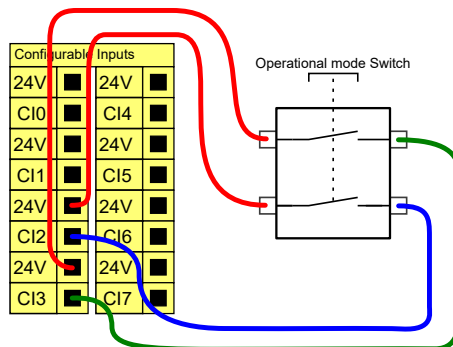 Configurable Inputs
Operational mode Switch
24V 24V
CI0 CI4
24V 24V
CI1 CI5
24V 24V
CI2 CI6
24V 24V
CI3 CI7